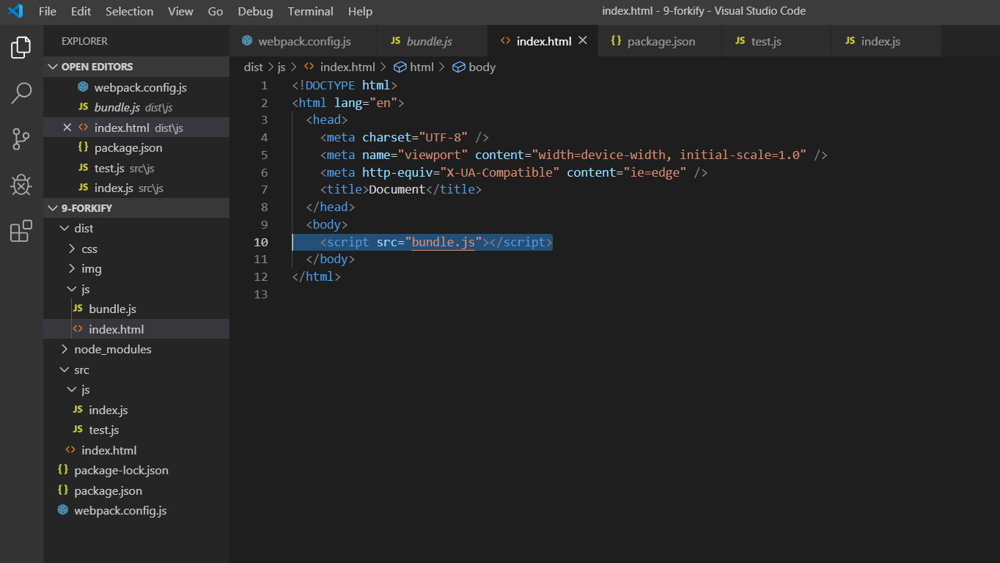 File Edit Selection View Go Debug Terminal Help index.html - 9-forkify - Visual Studio Code
EXPLORER
OPEN EDITORS
webpack.config.js
JS bundle.js dist\js
index.html dist\js
{} package.json
JS test.js src\js
JS index.js src\js
9-FORKIFY
dist
css
img
js
JS bundle.js
<> index.html
node_modules
src
js
JS index.js
JS test.js
<> index.html
{} package-lock.json
{} package.json
webpack.config.js
webpack.config.js JS bundle.js <> index.html {} package.json JS test.js JS index.js
dist > js > <> index.html > html > body
1 <!DOCTYPE html>
2 <html lang="en">
3 <head>
4 <meta charset="UTF-8" />
5 <meta name="viewport" content="width=device-width, initial-scale=1.0" />
6 <meta http-equiv="X-UA-Compatible" content="ie=edge" />
7 <title>Document</title>
8 </head>
9 <body>
10 <script src="bundle.js"></script>
11 </body>
12 </html>
13